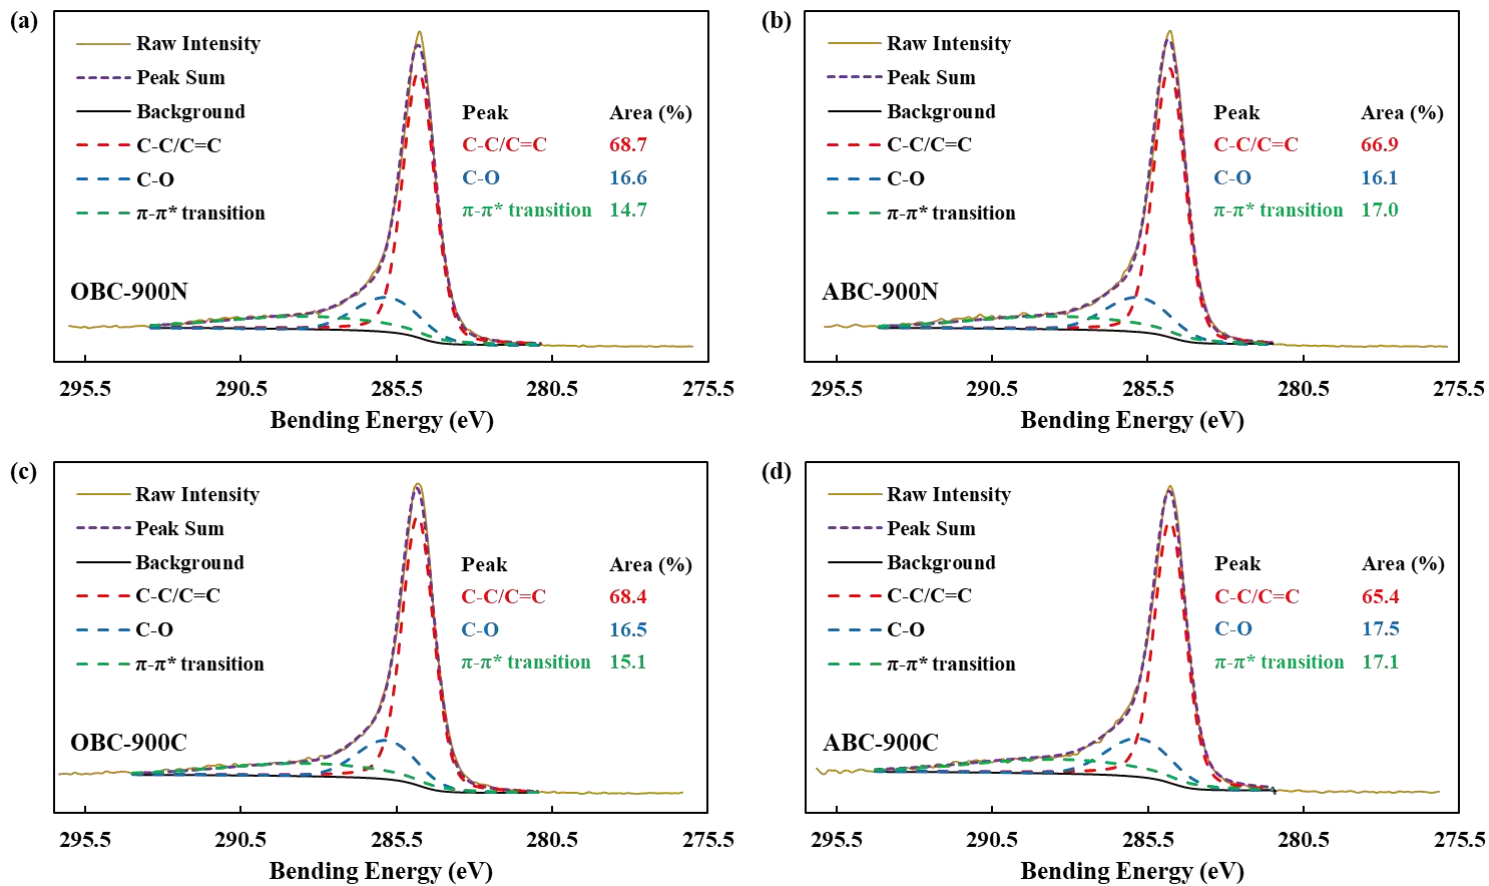 (a)
Raw Intensity
Peak Sum
Background
C-C/C=C
C-O
π-π* transition
Peak Area (%)
C-C/C=C 68.7
C-O 16.6
π-π* transition 14.7
OBC-900N
295.5 290.5 285.5 280.5 275.5
Bending Energy (eV)
(b)
Raw Intensity
Peak Sum
Background
C-C/C=C
C-O
π-π* transition
Peak Area (%)
C-C/C=C 66.9
C-O 16.1
π-π* transition 17.0
ABC-900N
295.5 290.5 285.5 280.5 275.5
Bending Energy (eV)
(c)
Raw Intensity
Peak Sum
Background
C-C/C=C
C-O
π-π* transition
Peak Area (%)
C-C/C=C 68.4
C-O 16.5
π-π* transition 15.1
OBC-900C
295.5 290.5 285.5 280.5 275.5
Bending Energy (eV)
(d)
Raw Intensity
Peak Sum
Background
C-C/C=C
C-O
π-π* transition
Peak Area (%)
C-C/C=C 65.4
C-O 17.5
π-π* transition 17.1
ABC-900C
295.5 290.5 285.5 280.5 275.5
Bending Energy (eV)